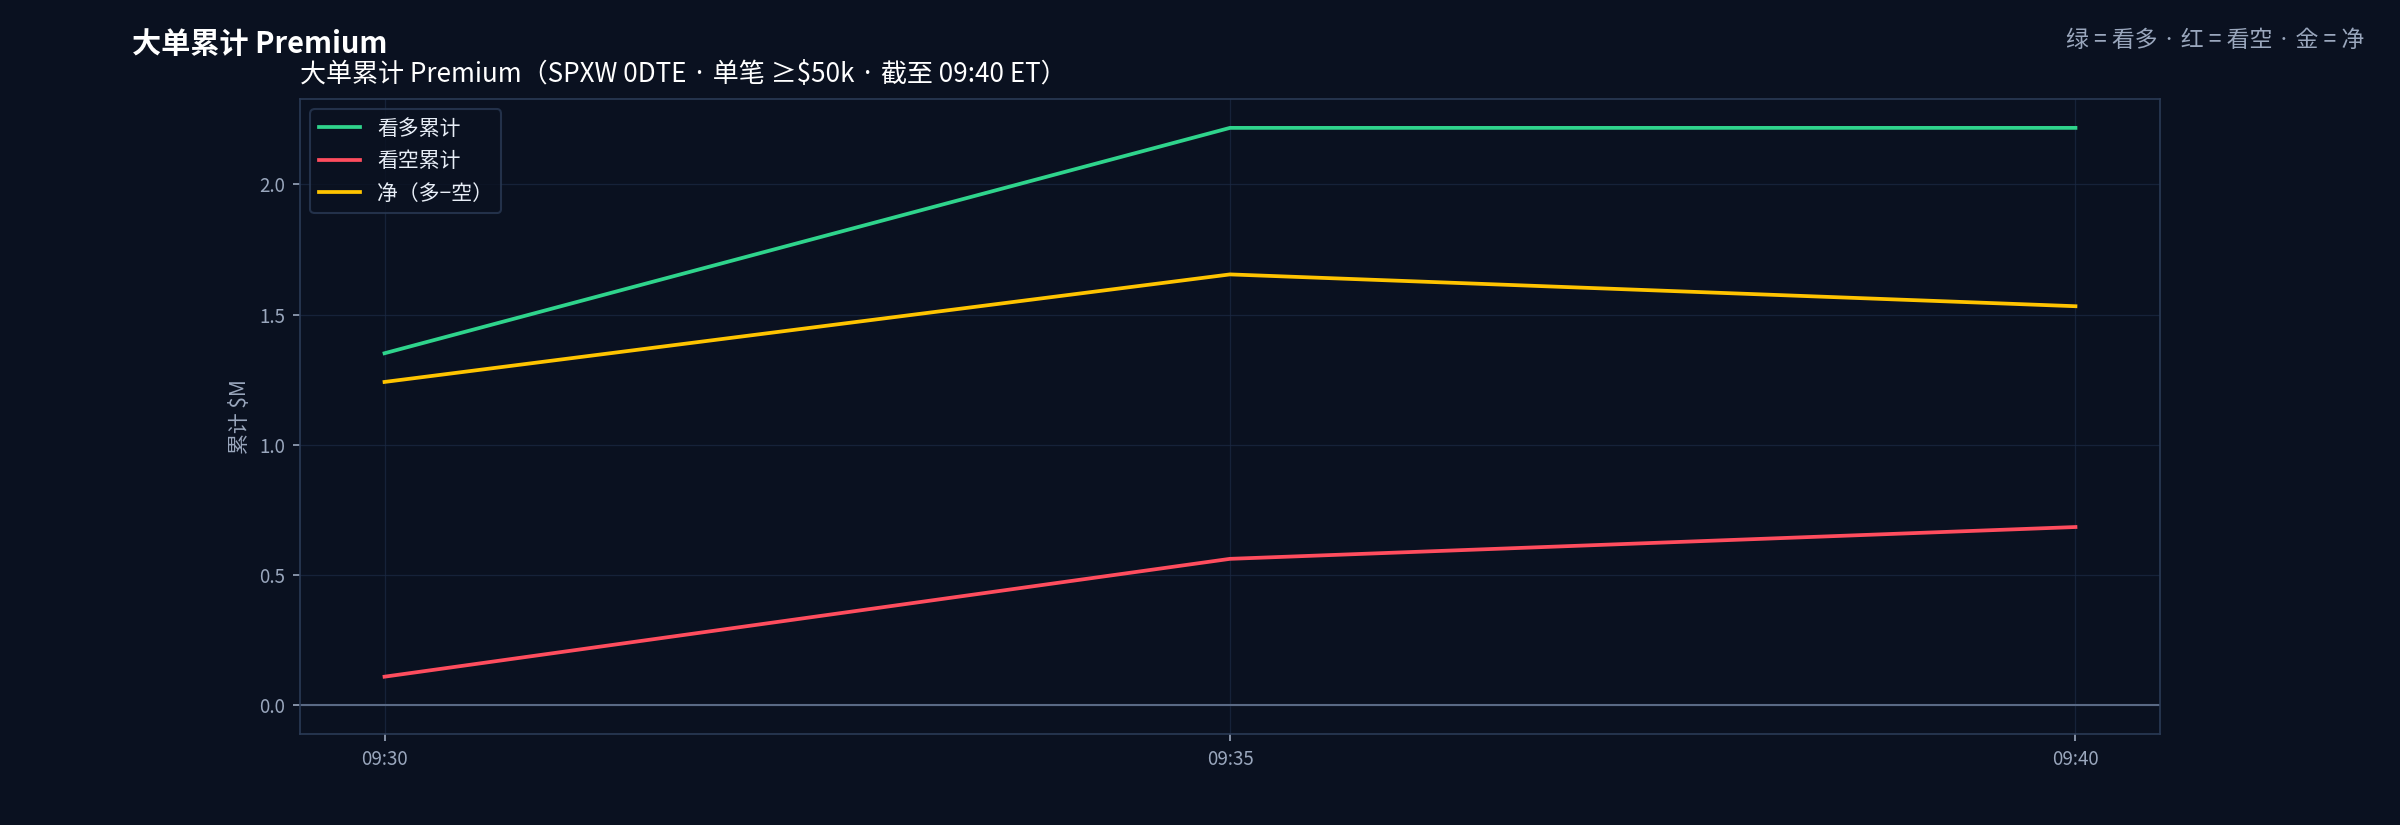 大单累计 Premium
绿 = 看多 · 红 = 看空 · 金 = 净
大单累计 Premium（SPXW 0DTE · 单笔 ≥$50k · 截至 09:40 ET）
看多累计
看空累计
净（多−空）
累计 $M
2.0
1.5
1.0
0.5
0.0
09:30
09:35
09:40